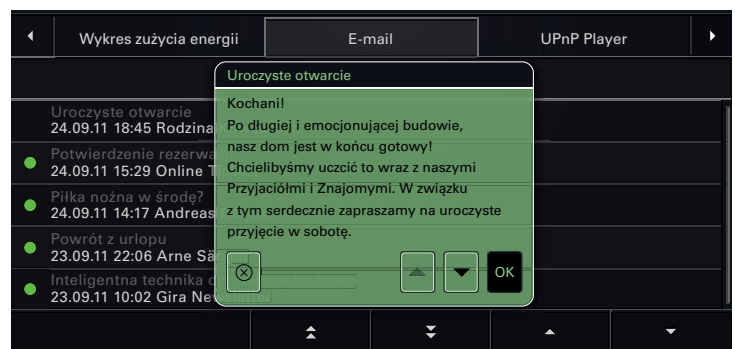 Wykres zużycia energii
E-mail
UPnP Player
Uroczyste otwarcie
Kochani!
Po długiej i emocjonującej budowie,
nasz dom jest w końcu gotowy!
Chcielibyśmy uczcić to wraz z naszymi
Przyjaciółmi i Znajomymi. W związku
z tym serdecznie zapraszamy na uroczyste
przyjęcie w sobotę.
OK
Uroczyste otwarcie
24.09.11 18:45 Rodzina
Potwierdzenie rezerwa
24.09.11 15:29 Online
Piłka nożna w środę?
24.09.11 14:17 Andreas
Powrót z urlopu
23.09.11 22:06 Arne
Inteligentna technika
23.09.11 10:02 Gira Newsletter